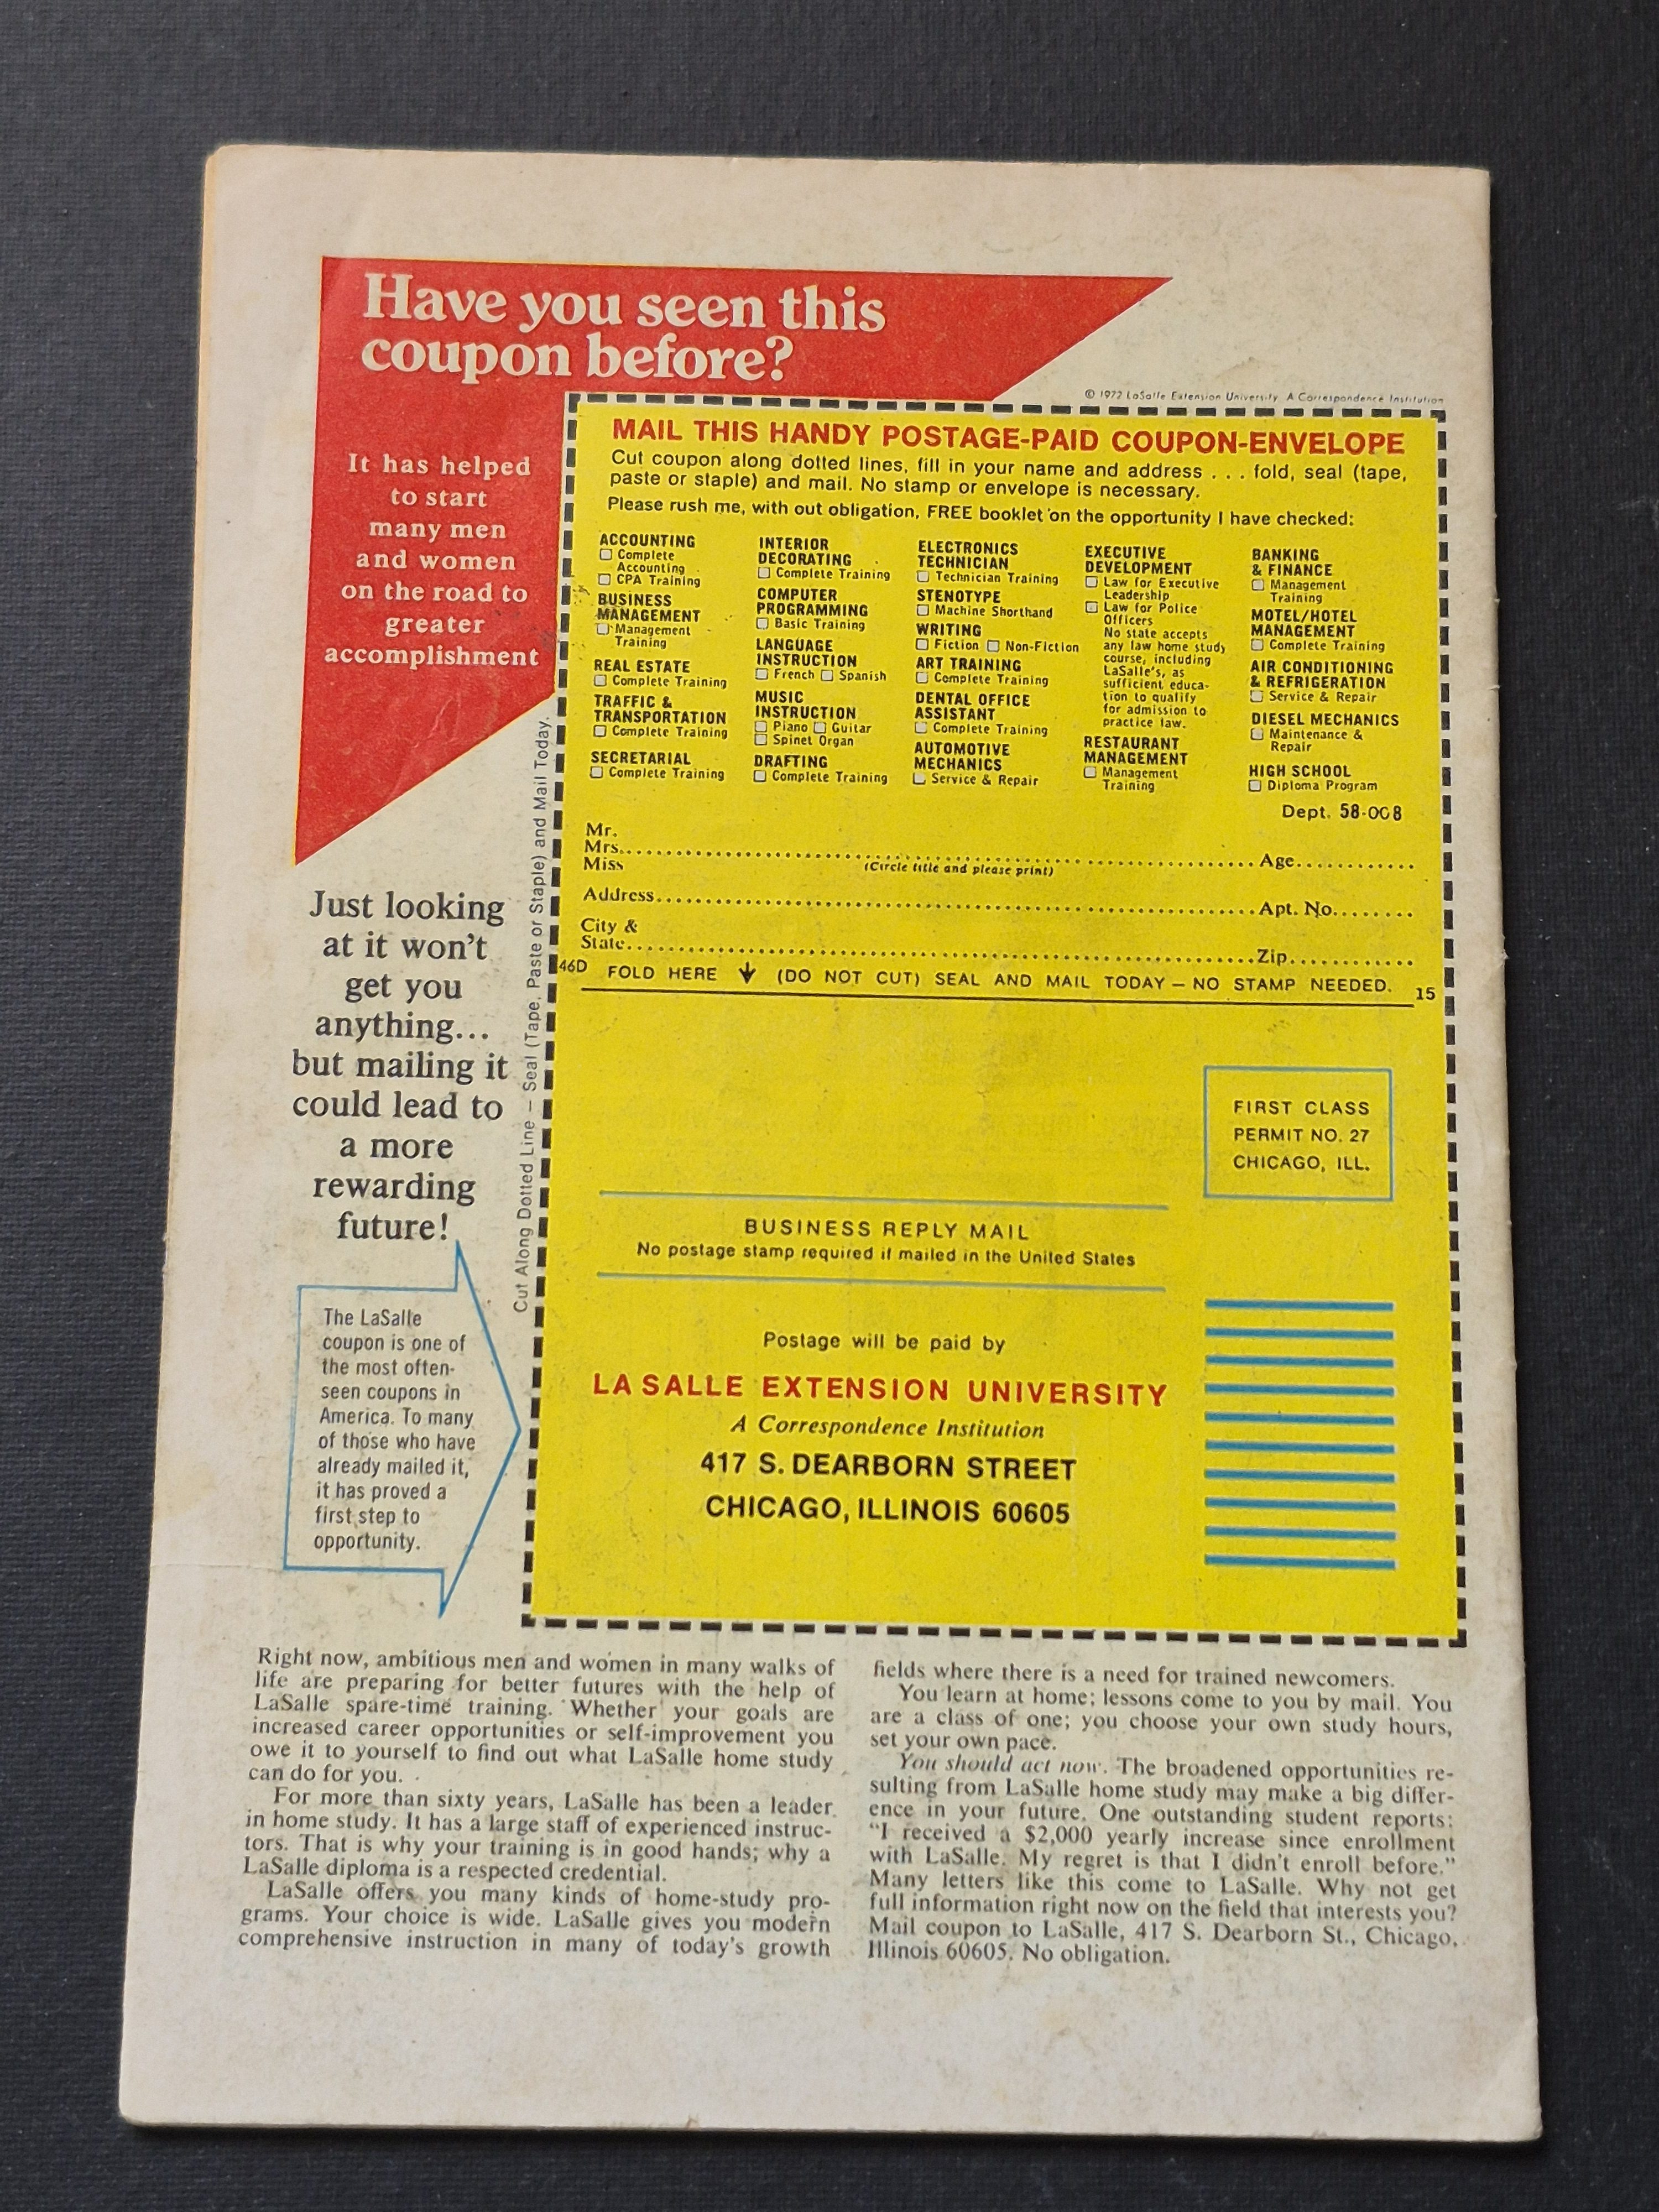 Have you seen this
coupon before?
It has helped
to start
many men
and women
on the road to
greater
accomplishment
Just looking
at it won't
get you
anything...
but mailing it
could lead to
a more
rewarding
future!
The LaSalle
coupon is one of
the most often-
seen coupons in
America. To many
of those who have
already mailed it,
it has proved a
first step to
opportunity.
Cut Along Dotted Line – Seal (Tape, Paste or Staple) and Mail Today.
© 1972 LaSalle Extension University A Correspondence Institution
MAIL THIS HANDY POSTAGE-PAID COUPON-ENVELOPE
Cut coupon along dotted lines, fill in your name and address . . . fold, seal (tape,
paste or staple) and mail. No stamp or envelope is necessary.
Please rush me, with out obligation, FREE booklet on the opportunity I have checked:
ACCOUNTING
☐ Complete
Accounting
☐ CPA Training
BUSINESS
MANAGEMENT
☐ Management
Training
REAL ESTATE
☐ Complete Training
TRAFFIC &
TRANSPORTATION
☐ Complete Training
SECRETARIAL
☐ Complete Training
INTERIOR
DECORATING
☐ Complete Training
COMPUTER
PROGRAMMING
☐ Basic Training
LANGUAGE
INSTRUCTION
☐ French ☐ Spanish
MUSIC
INSTRUCTION
☐ Piano ☐ Guitar
☐ Spinet Organ
DRAFTING
☐ Complete Training
ELECTRONICS
TECHNICIAN
☐ Technician Training
STENOTYPE
☐ Machine Shorthand
WRITING
☐ Fiction ☐ Non-Fiction
ART TRAINING
☐ Complete Training
DENTAL OFFICE
ASSISTANT
☐ Complete Training
AUTOMOTIVE
MECHANICS
☐ Service & Repair
EXECUTIVE
DEVELOPMENT
☐ Law for Executive
Leadership
☐ Law for Police
Officers
No state accepts
any law home study
course, including
LaSalle's, as
sufficient educa-
tion to qualify
for admission to
practice law.
RESTAURANT
MANAGEMENT
☐ Management
Training
BANKING
& FINANCE
☐ Management
Training
MOTEL/HOTEL
MANAGEMENT
☐ Complete Training
AIR CONDITIONING
& REFRIGERATION
☐ Service & Repair
DIESEL MECHANICS
☐ Maintenance &
Repair
HIGH SCHOOL
☐ Diploma Program
Dept. 58-008
Mr.
Mrs. Age
Miss (Circle title and please print)
Address Apt. No.
City &
State Zip
46D FOLD HERE ↓ (DO NOT CUT) SEAL AND MAIL TODAY – NO STAMP NEEDED. 15
FIRST CLASS
PERMIT NO. 27
CHICAGO, ILL.
BUSINESS REPLY MAIL
No postage stamp required if mailed in the United States
Postage will be paid by
LA SALLE EXTENSION UNIVERSITY
A Correspondence Institution
417 S. DEARBORN STREET
CHICAGO, ILLINOIS 60605
Right now, ambitious men and women in many walks of
life are preparing for better futures with the help of
LaSalle spare-time training. Whether your goals are
increased career opportunities or self-improvement you
owe it to yourself to find out what LaSalle home study
can do for you.
For more than sixty years, LaSalle has been a leader
in home study. It has a large staff of experienced instruc-
tors. That is why your training is in good hands; why a
LaSalle diploma is a respected credential.
LaSalle offers you many kinds of home-study pro-
grams. Your choice is wide. LaSalle gives you modern
comprehensive instruction in many of today's growth
fields where there is a need for trained newcomers.
You learn at home; lessons come to you by mail. You
are a class of one; you choose your own study hours,
set your own pace.
You should act now. The broadened opportunities re-
sulting from LaSalle home study may make a big differ-
ence in your future. One outstanding student reports:
“I received a $2,000 yearly increase since enrollment
with LaSalle. My regret is that I didn't enroll before.”
Many letters like this come to LaSalle. Why not get
full information right now on the field that interests you?
Mail coupon to LaSalle, 417 S. Dearborn St., Chicago,
Illinois 60605. No obligation.